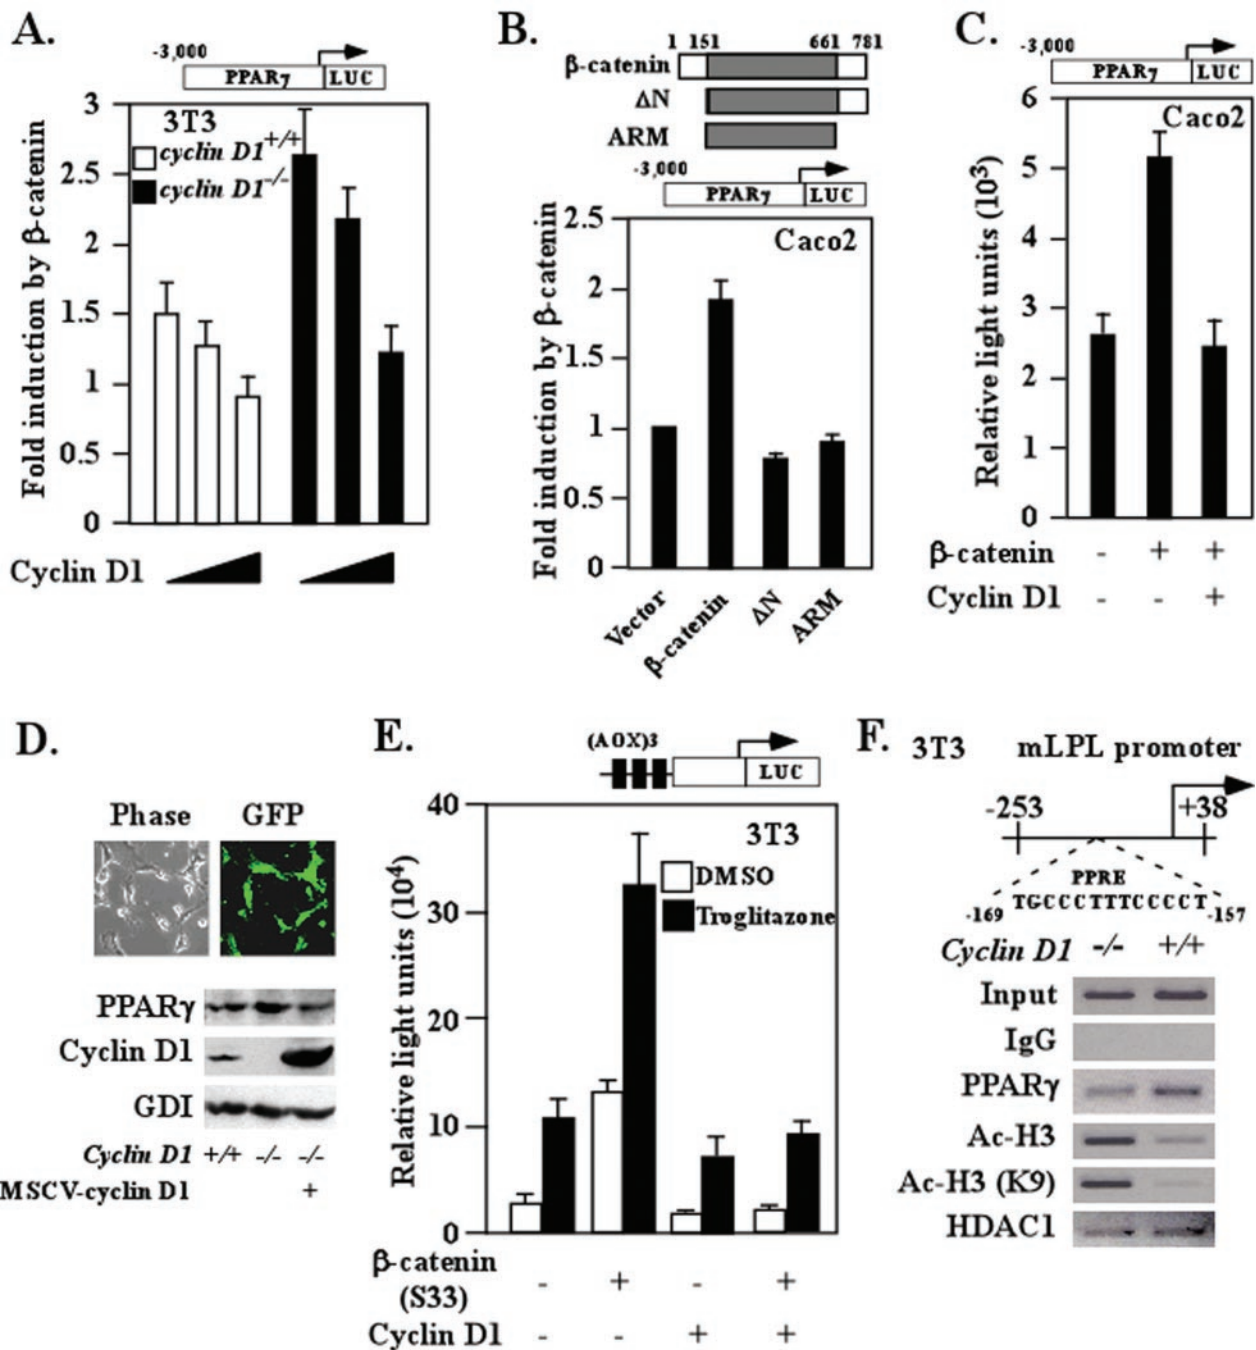 A.
-3,000
PPARγ LUC
3T3
cyclin D1+/+
cyclin D1-/-
Fold induction by β-catenin
3
2.5
2
1.5
1
0.5
0
Cyclin D1
B.
1 151 661 781
β-catenin
ΔN
ARM
-3,000
PPARγ LUC
Caco2
Fold induction by β-catenin
2.5
2
1.5
1
0.5
0
Vector β-catenin ΔN ARM
C.
-3,000
PPARγ LUC
Caco2
Relative light units (10³)
6
5
4
3
2
1
0
β-catenin - + +
Cyclin D1 - - +
D.
Phase GFP
PPARγ
Cyclin D1
GDI
Cyclin D1 +/+ -/- -/-
MSCV-cyclin D1 +
E.
(AOX)3
LUC
3T3
DMSO
Troglitazone
Relative light units (10⁴)
40
30
20
10
0
β-catenin
(S33) - + - +
Cyclin D1 - - + +
F. 3T3 mLPL promoter
-253 +38
PPRE
-169 TGCCCTTTCCCCT -157
Cyclin D1 -/- +/+
Input
IgG
PPARγ
Ac-H3
Ac-H3 (K9)
HDAC1